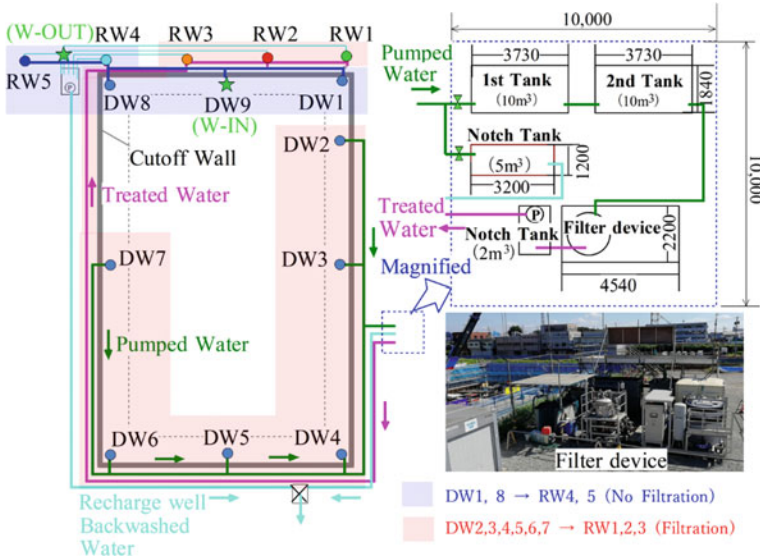 (W-OUT)
RW4
RW3
RW2
RW1
RW5
P
DW8
DW9
DW1
(W-IN)
DW2
Cutoff Wall
Treated Water
DW7
DW3
Pumped Water
DW6
DW5
DW4
Recharge well
Backwashed
Water
10,000
Pumped
Water
3730
3730
1st Tank
(10m³)
2nd Tank
(10m³)
1840
Notch Tank
(5m³)
1200
3200
10,000
Treated
Water
P
Notch Tank
(2m³)
Filter device
2200
4540
Magnified
Filter device
DW1, 8 → RW4, 5 (No Filtration)
DW2,3,4,5,6,7 → RW1,2,3 (Filtration)